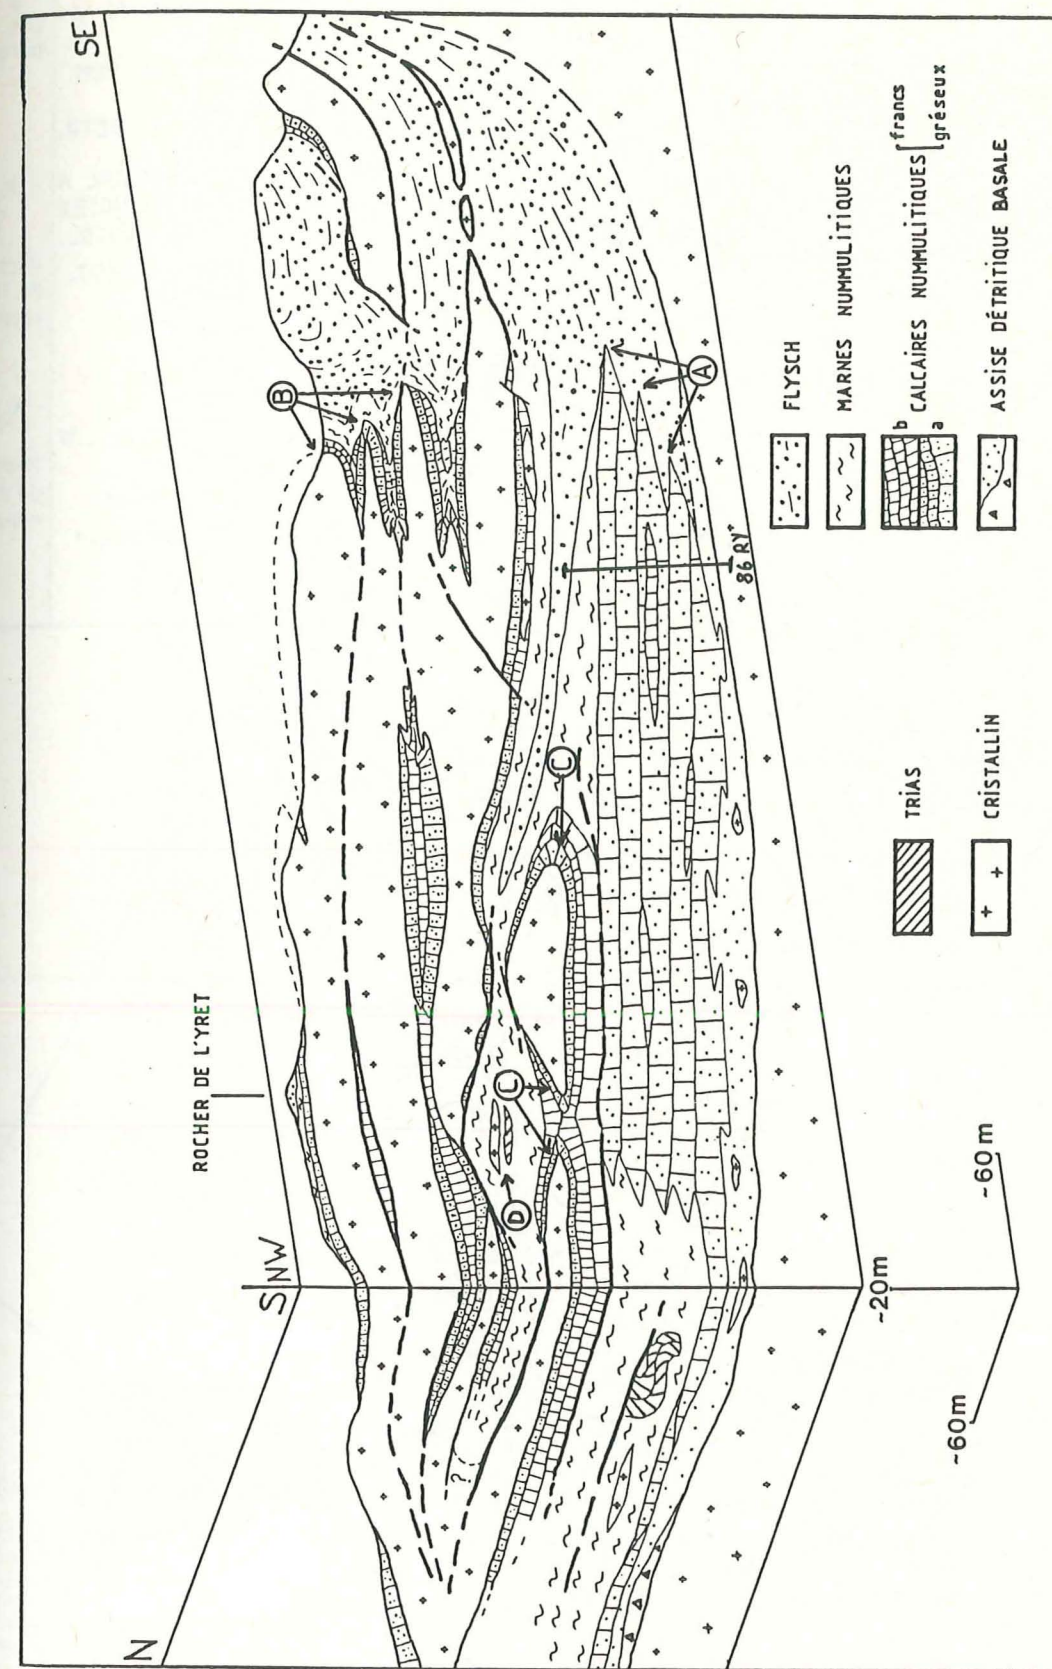 N
S
NW
SE
ROCHER DE L'YRET
B
A
C
C
D
86 RY
?
~20m
~60m
~60m
FLYSCH
MARNES NUMMULITIQUES
b
a
CALCAIRES NUMMULITIQUES
francs
gréseux
ASSISE DÉTRITIQUE BASALE
TRIAS
CRISTALLIN